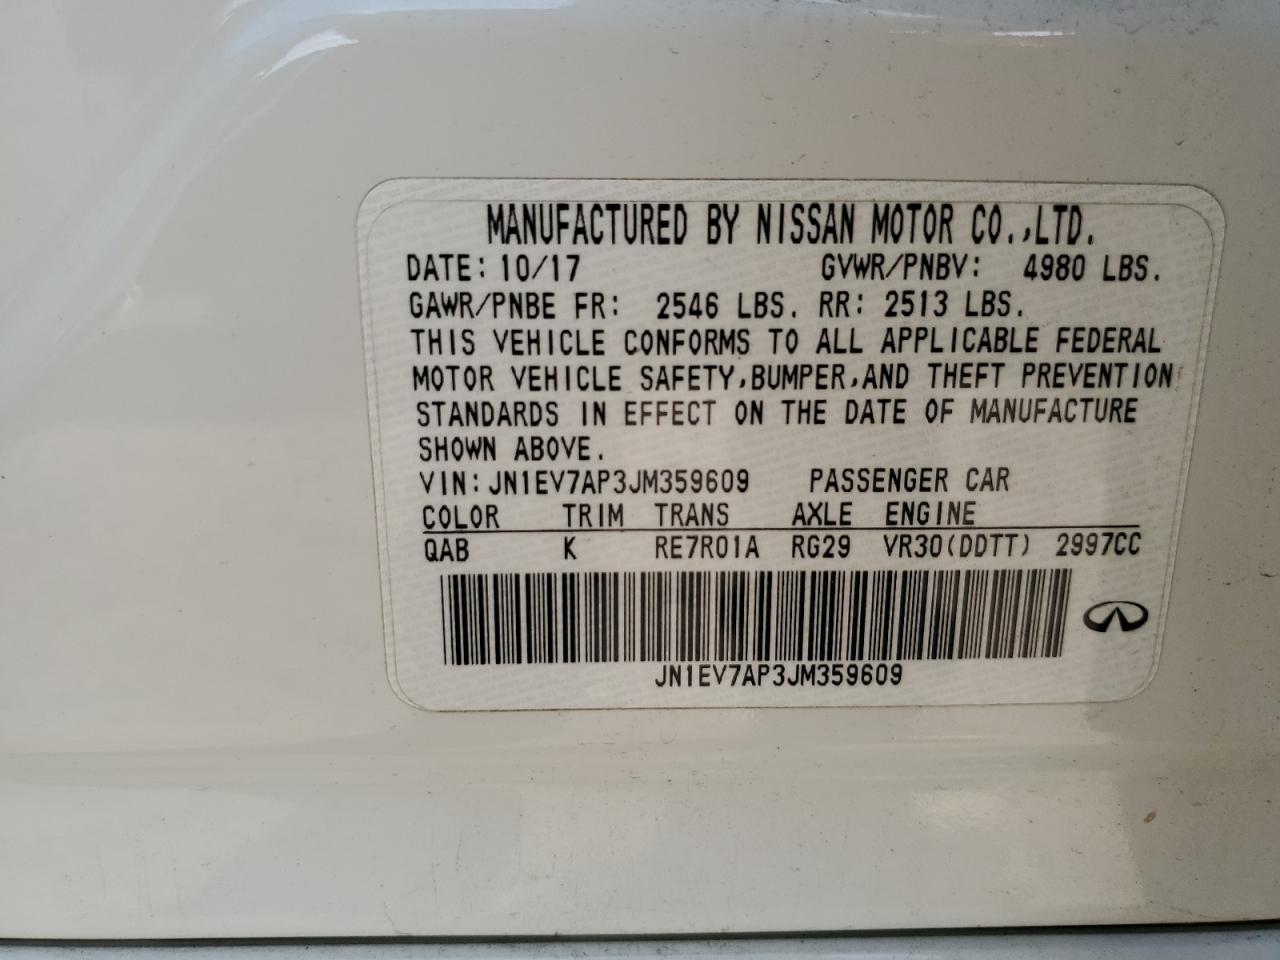 MANUFACTURED BY NISSAN MOTOR CO.,LTD.
DATE: 10/17 GVWR/PNBV: 4980 LBS.
GAWR/PNBE FR: 2546 LBS. RR: 2513 LBS.
THIS VEHICLE CONFORMS TO ALL APPLICABLE FEDERAL
MOTOR VEHICLE SAFETY,BUMPER,AND THEFT PREVENTION
STANDARDS IN EFFECT ON THE DATE OF MANUFACTURE
SHOWN ABOVE.
VIN: JN1EV7AP3JM359609 PASSENGER CAR
COLOR TRIM TRANS AXLE ENGINE
QAB K RE7R01A RG29 VR30(DDTT) 2997CC
JN1EV7AP3JM359609